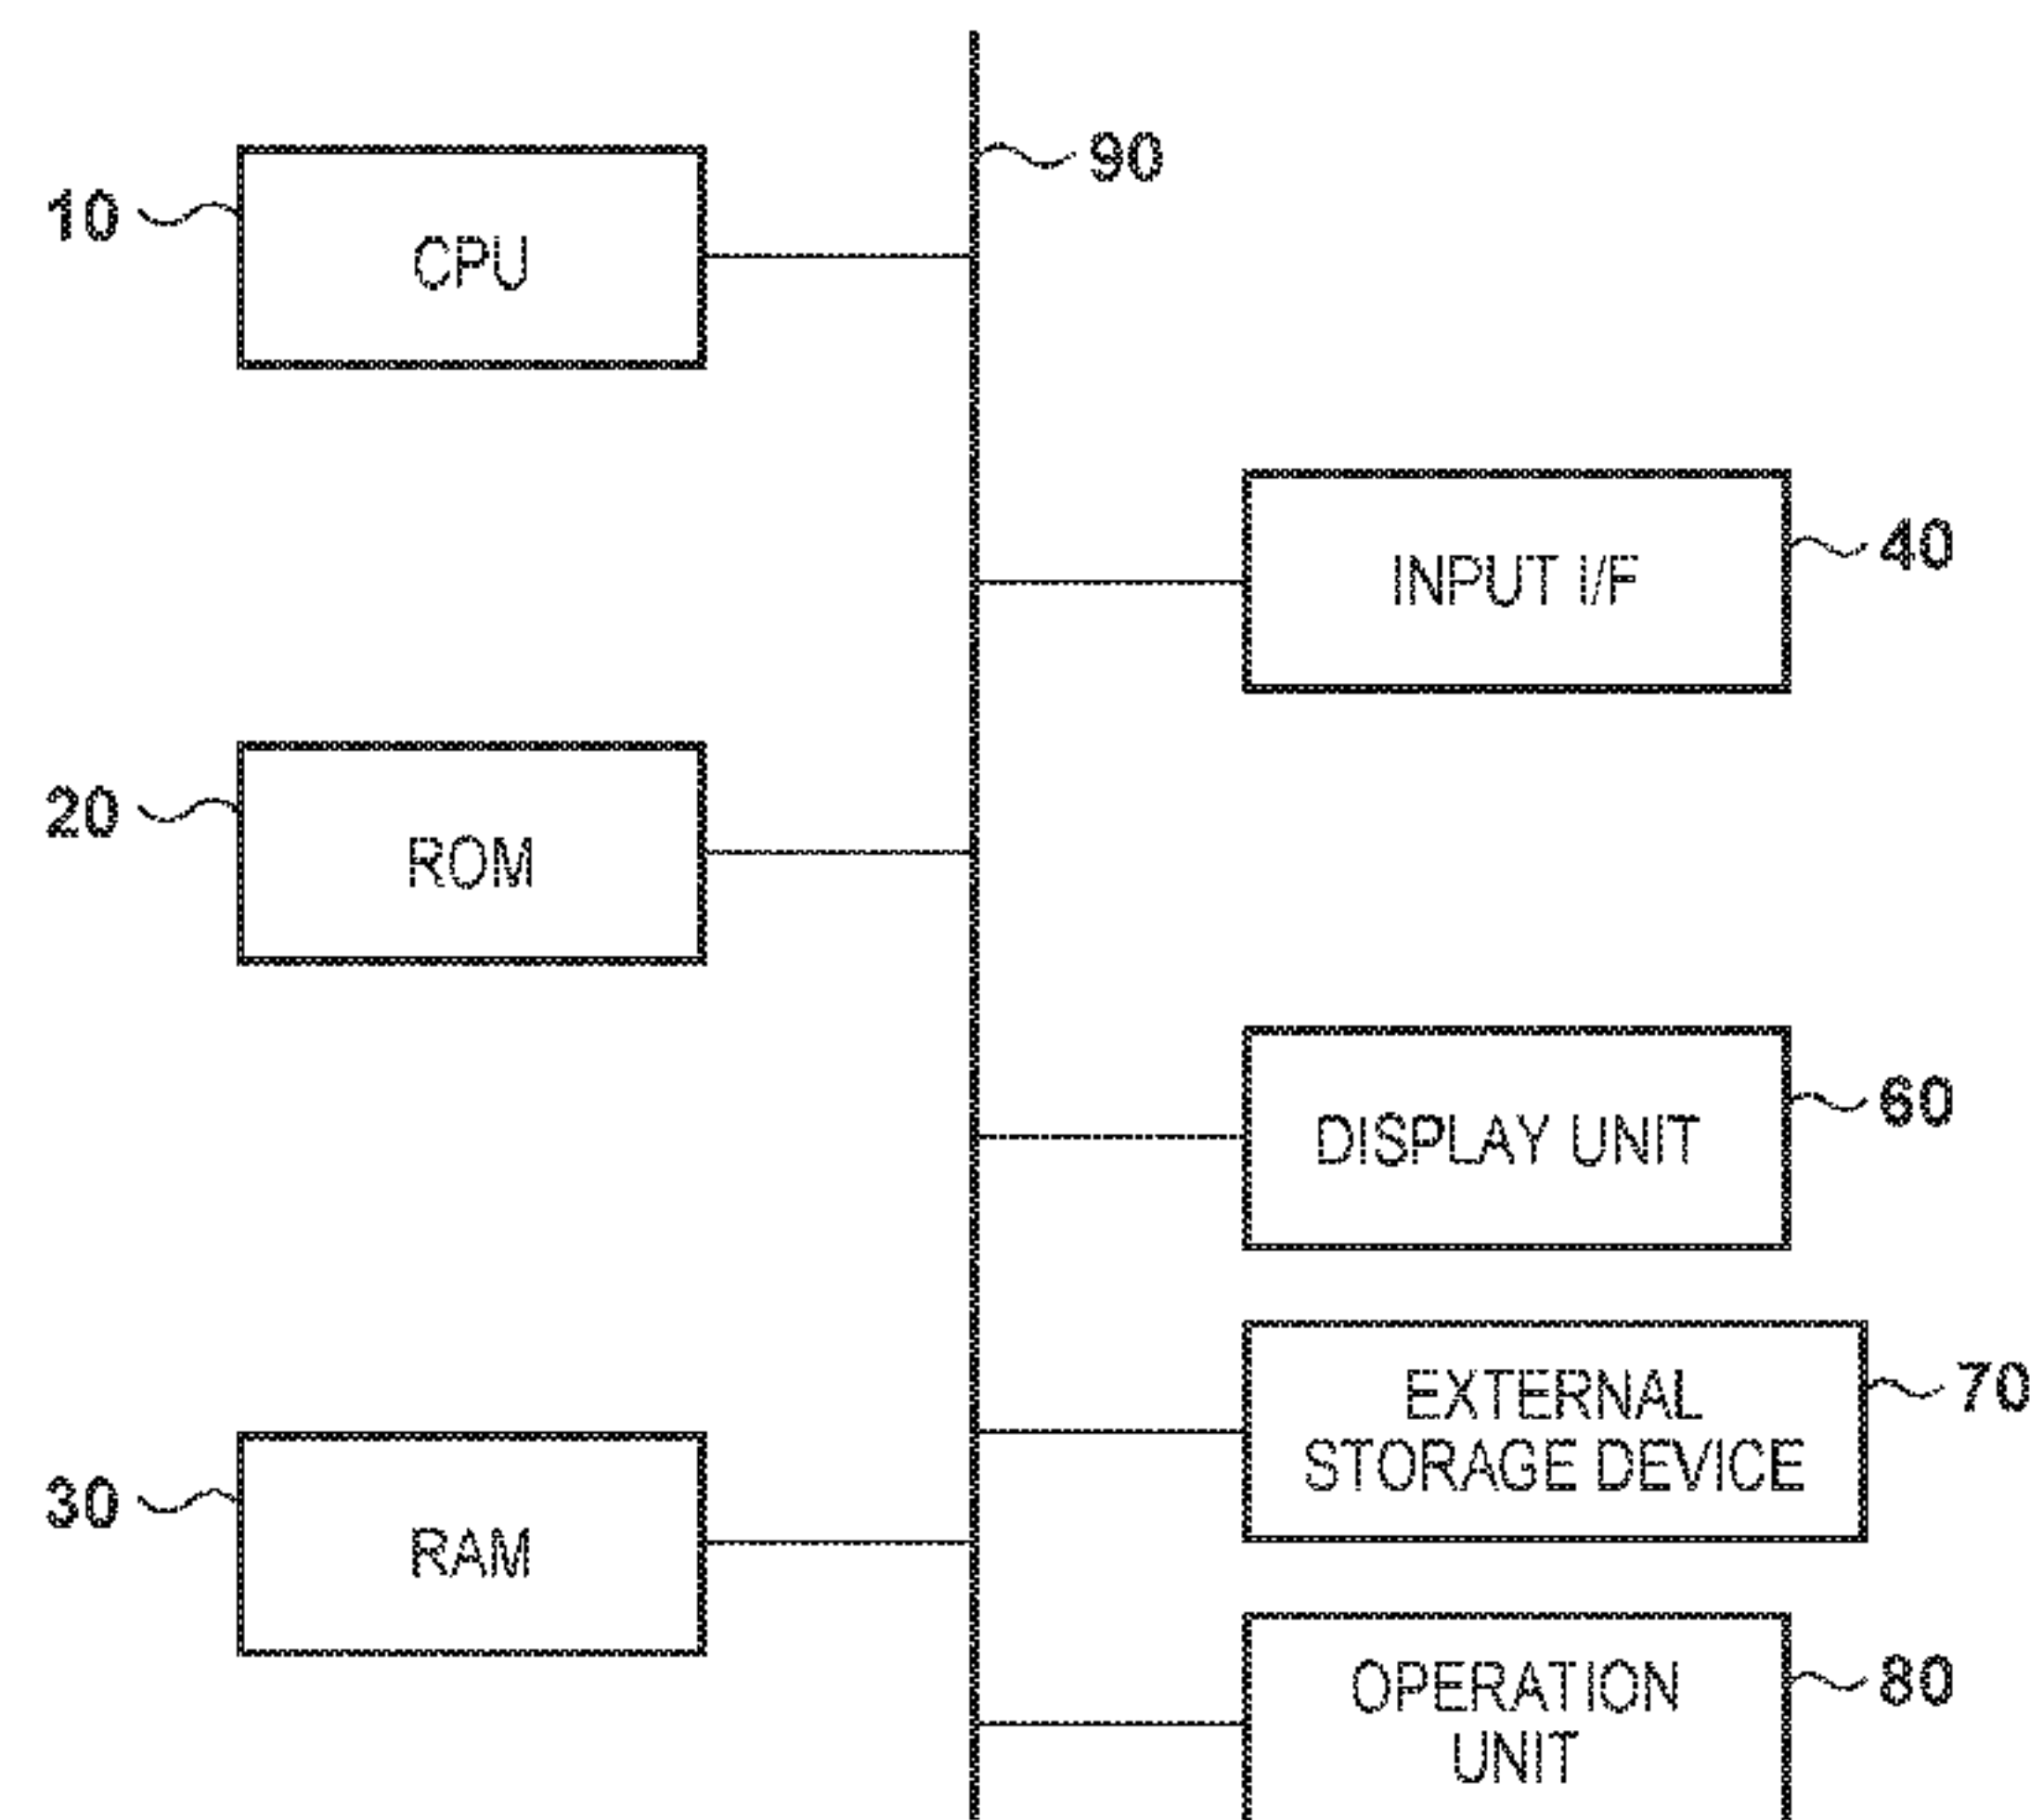 90
10
CPU
INPUT I/F
40
20
ROM
DISPLAY UNIT
60
EXTERNAL
STORAGE DEVICE
70
30
RAM
OPERATION
UNIT
80